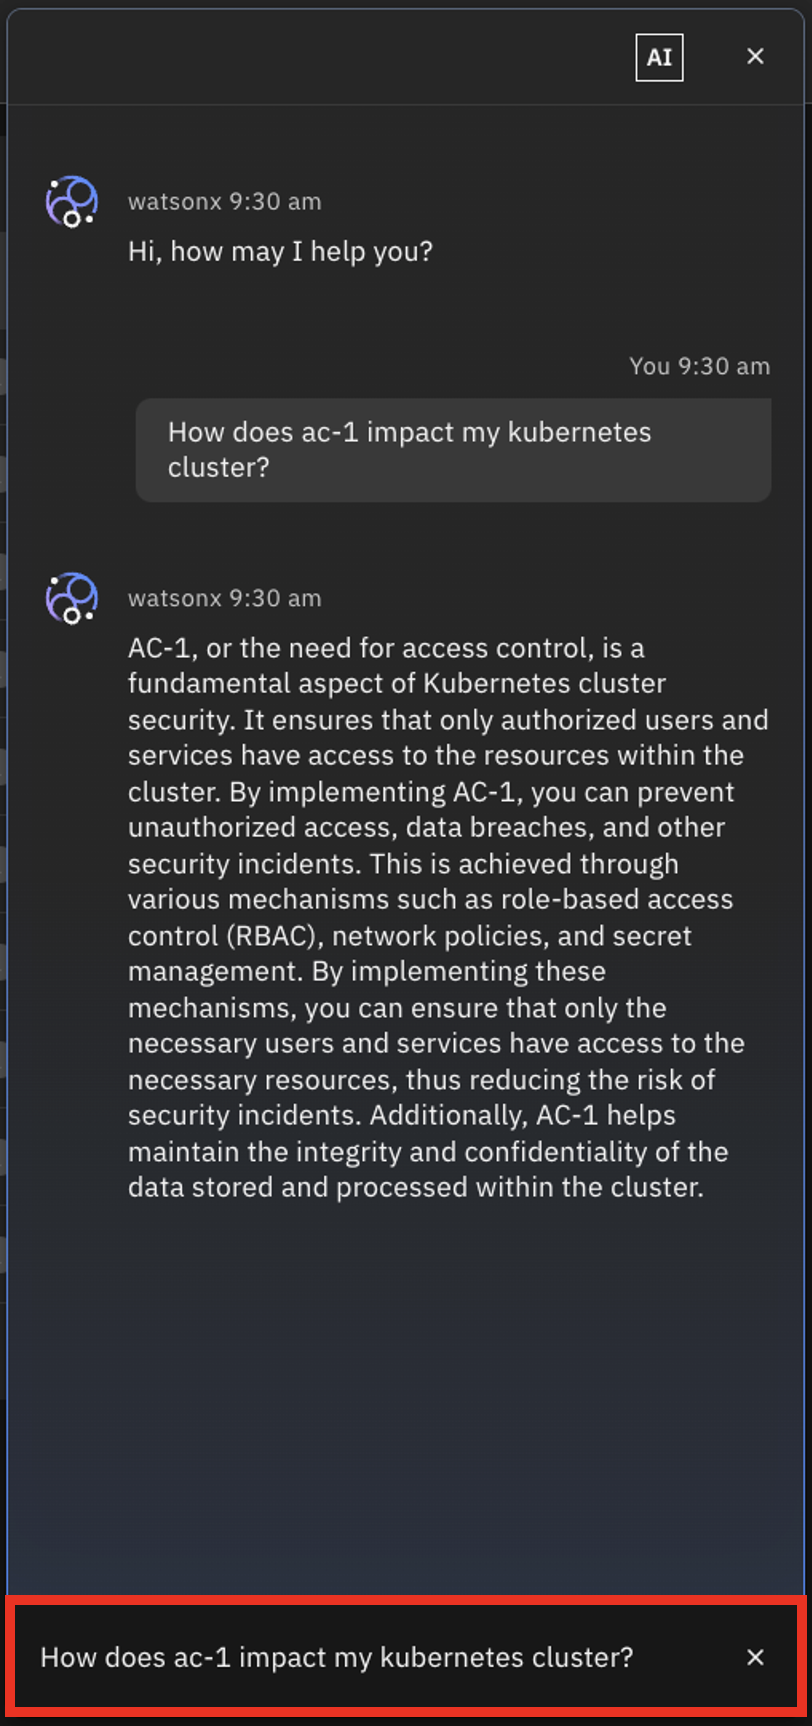 AI
watsonx 9:30 am
Hi, how may I help you?
You 9:30 am
How does ac-1 impact my kubernetes
cluster?
watsonx 9:30 am
AC-1, or the need for access control, is a
fundamental aspect of Kubernetes cluster
security. It ensures that only authorized users and
services have access to the resources within the
cluster. By implementing AC-1, you can prevent
unauthorized access, data breaches, and other
security incidents. This is achieved through
various mechanisms such as role-based access
control (RBAC), network policies, and secret
management. By implementing these
mechanisms, you can ensure that only the
necessary users and services have access to the
necessary resources, thus reducing the risk of
security incidents. Additionally, AC-1 helps
maintain the integrity and confidentiality of the
data stored and processed within the cluster.
How does ac-1 impact my kubernetes cluster?